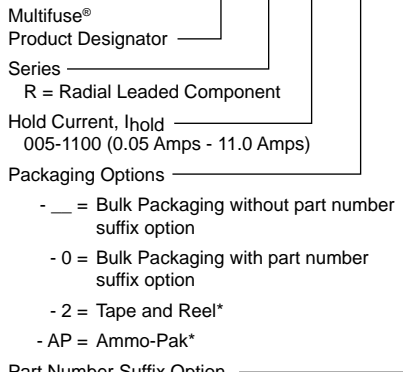 Multifuse®
Product Designator
Series
R = Radial Leaded Component
Hold Current, Ihold
005-1100 (0.05 Amps - 11.0 Amps)
Packaging Options
- __ = Bulk Packaging without part number
suffix option
- 0 = Bulk Packaging with part number
suffix option
- 2 = Tape and Reel*
- AP = Ammo-Pak*
Part Number Suffix Option